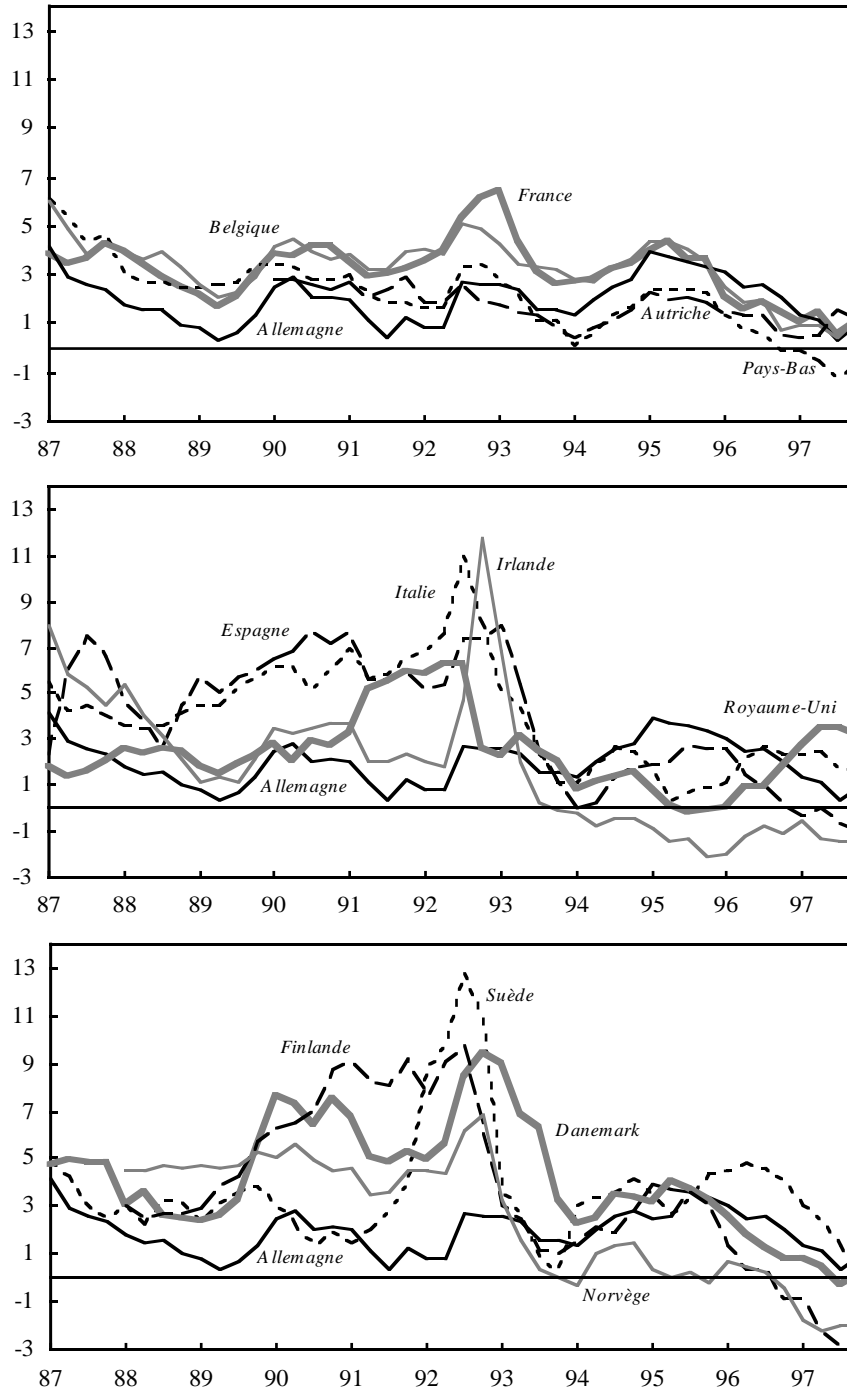 13
11
9
7
France
Belgique
5
3
Allemagne
Autriche
1
-1
Pays-Bas
-3
87 88 89 90 91 92 93 94 95 96 97
13
11
Irlande
Italie
9
Espagne
7
5
Royaume-Uni
3
Allemagne
1
-1
-3
87 88 89 90 91 92 93 94 95 96 97
13
Suède
11
Finlande
9
7
Danemark
5
3
Allemagne
1
Norvège
-1
-3
87 88 89 90 91 92 93 94 95 96 97